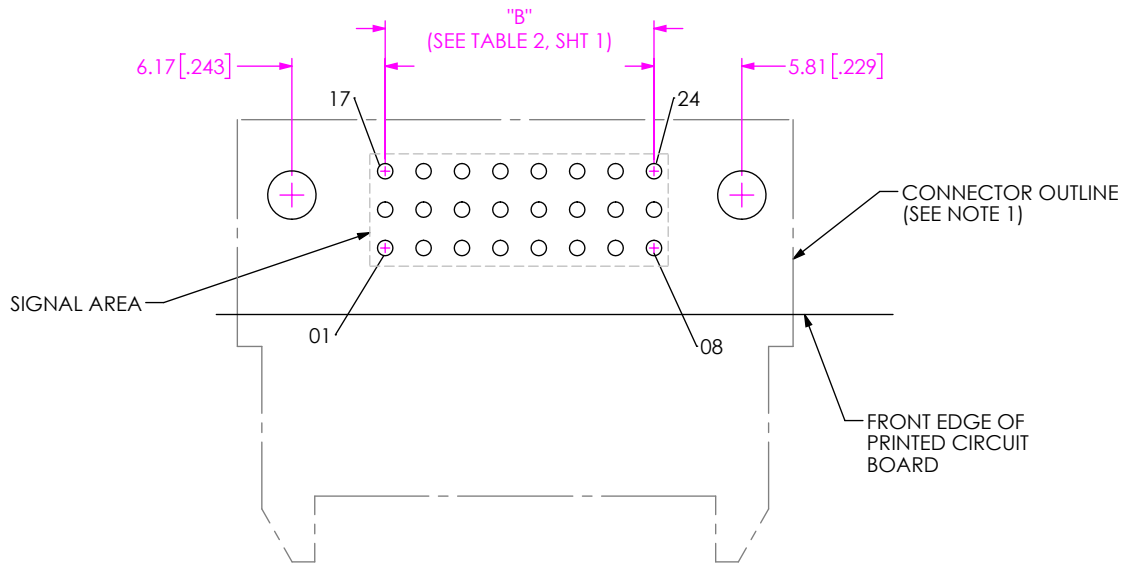 "B"
(SEE TABLE 2, SHT 1)
6.17[.243]
5.81[.229]
17
24
CONNECTOR OUTLINE
(SEE NOTE 1)
SIGNAL AREA
01
08
FRONT EDGE OF
PRINTED CIRCUIT
BOARD